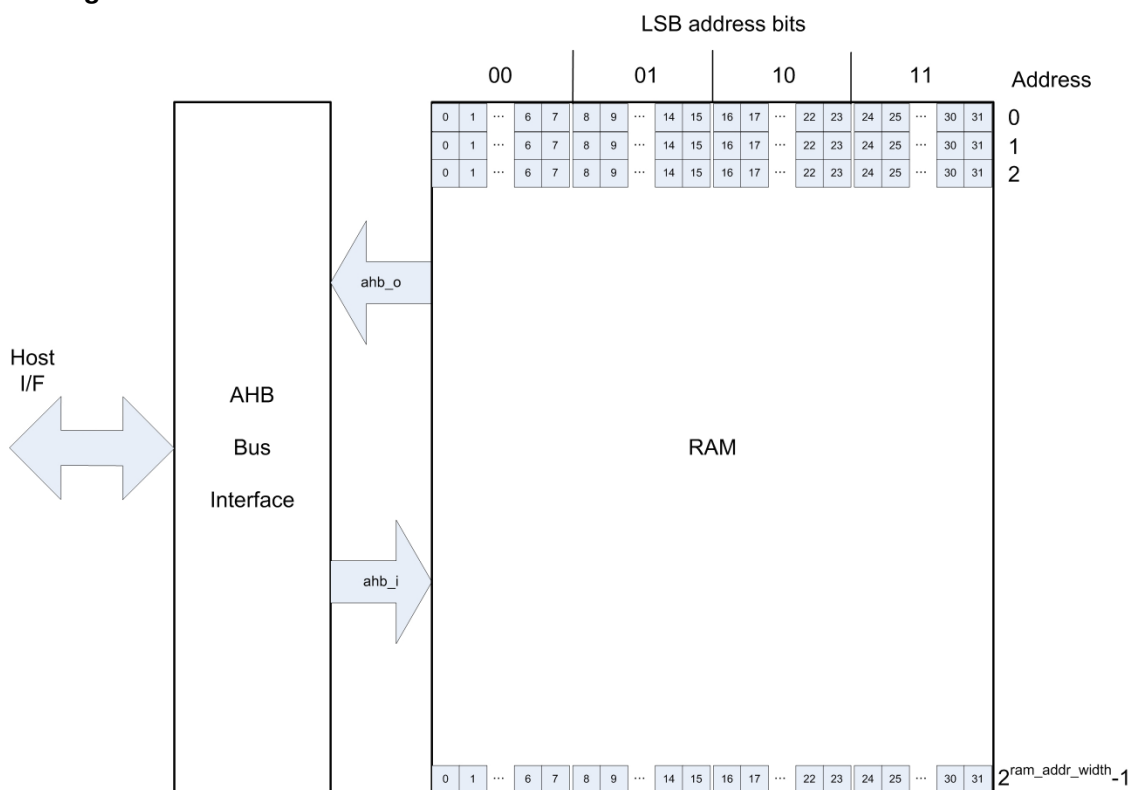 LSB address bits
00 01 10 11 Address
0 1 ... 6 7 8 9 ... 14 15 16 17 ... 22 23 24 25 ... 30 31 0
0 1 ... 6 7 8 9 ... 14 15 16 17 ... 22 23 24 25 ... 30 31 1
0 1 ... 6 7 8 9 ... 14 15 16 17 ... 22 23 24 25 ... 30 31 2
ahb_o
Host
I/F
AHB
Bus
Interface
RAM
ahb_i
0 1 ... 6 7 8 9 ... 14 15 16 17 ... 22 23 24 25 ... 30 31 2^ram_addr_width-1